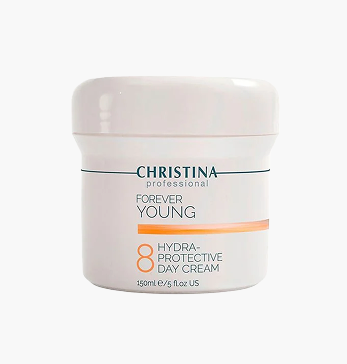 CHRISTINA
professional
FOREVER
YOUNG
8 HYDRA-
PROTECTIVE
DAY CREAM
150ml ℮/5 fl.oz US